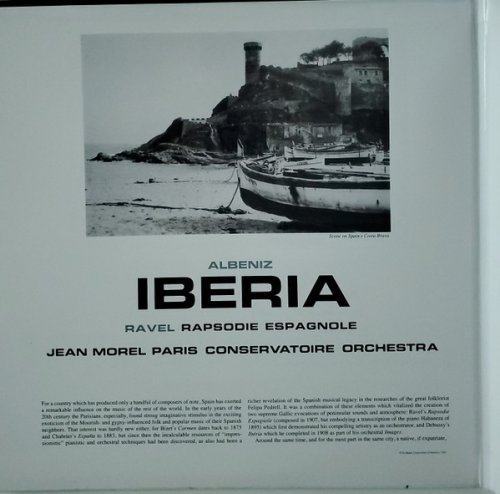 Scene on Spain's Costa Brava
ALBENIZ
IBERIA
RAVEL RAPSODIE ESPAGNOLE
JEAN MOREL PARIS CONSERVATOIRE ORCHESTRA
For a country which has produced only a handful of composers of note, Spain has exerted
a remarkable influence on the music of the rest of the world. In the early years of the
20th century the Parisians, especially, found strong imaginative stimulus in the exciting
exoticism of the Moorish- and gypsy-influenced folk and popular music of their Spanish
neighbors. That interest was hardly new either, for Bizet's Carmen dates back to 1875
and Chabrier's España to 1883, but since then the incalculable resources of "impres-
sionistic" pianistic and orchestral techniques had been discovered, as also had been a
richer revelation of the Spanish musical legacy in the researches of the great folklorist
Felipe Pedrell. It was a combination of these elements which vitalized the creation of
two supreme Gallic evocations of peninsular sounds and atmosphere: Ravel's Rapsodie
Espagnole (composed in 1907, but embodying a transcription of the piano Habanera of
1895) which first demonstrated his compelling artistry as an orchestrator, and Debussy's
Ibéria which he completed in 1908 as part of his orchestral Images.
Around the same time, and for the most part in the same city, a native, if expatriate,